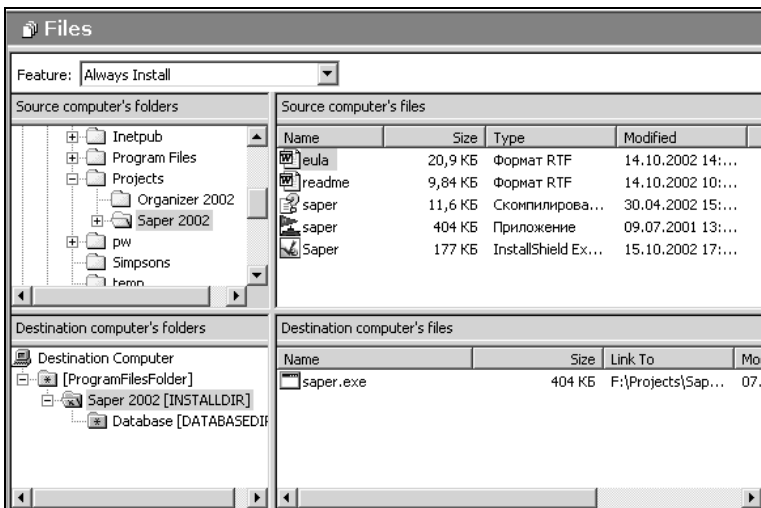 Files
Feature: Always Install
Source computer's folders
Inetpub
Program Files
Projects
Organizer 2002
Saper 2002
pw
Simpsons
temp
Source computer's files
Name Size Type Modified
eula 20,9 КБ Формат RTF 14.10.2002 14:...
readme 9,84 КБ Формат RTF 14.10.2002 10:...
saper 11,6 КБ Скомпилирова... 30.04.2002 15:...
saper 404 КБ Приложение 09.07.2001 13:...
Saper 177 КБ InstallShield Ex... 15.10.2002 17:...
Destination computer's folders
Destination Computer
[ProgramFilesFolder]
Saper 2002 [INSTALLDIR]
Database [DATABASEDIR
Destination computer's files
Name Size Link To Mo
saper.exe 404 КБ F:\Projects\Sap... 07.